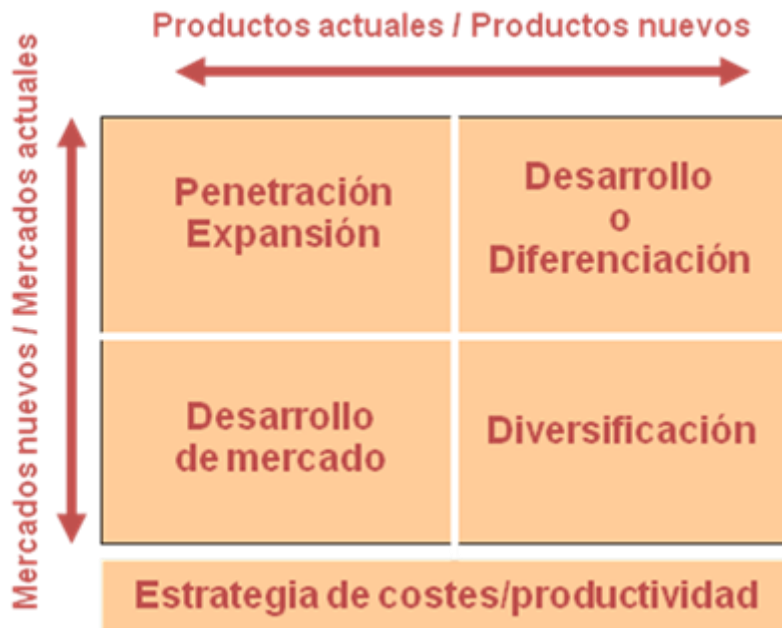 Productos actuales / Productos nuevos
Mercados nuevos / Mercados actuales
Penetración
Expansión
Desarrollo
o
Diferenciación
Desarrollo
de mercado
Diversificación
Estrategia de costes/productividad